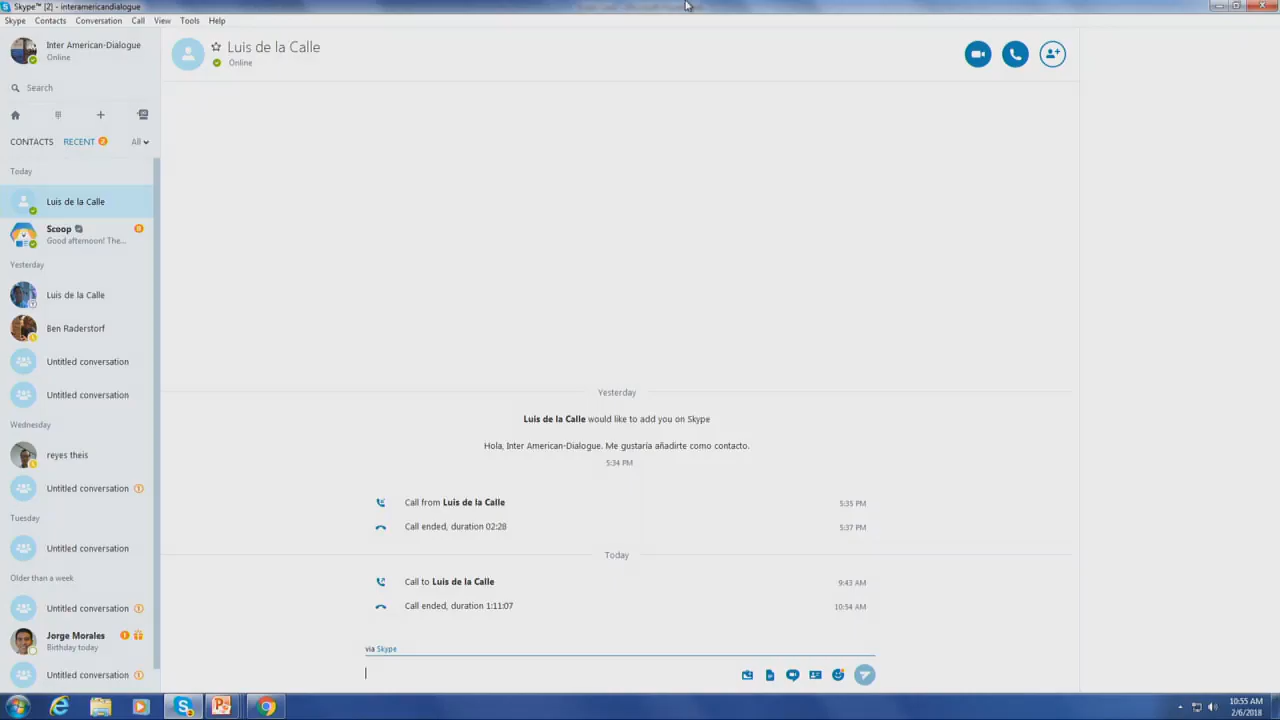 Skype™ [2] - interamericandialogue
Skype Contacts Conversation Call View Tools Help
Inter American-Dialogue
Online
Search
CONTACTS RECENT 2 All
Today
Luis de la Calle
Scoop 8
Good afternoon! The...
Yesterday
Luis de la Calle
Ben Raderstorf
Untitled conversation
Untitled conversation
Wednesday
reyes theis
Untitled conversation 1
Tuesday
Untitled conversation
Older than a week
Untitled conversation 1
Jorge Morales 1
Birthday today
Untitled conversation 1
Luis de la Calle
Online
Yesterday
Luis de la Calle would like to add you on Skype
Hola, Inter American-Dialogue. Me gustaría añadirte como contacto.
5:34 PM
Call from Luis de la Calle 5:35 PM
Call ended, duration 02:28 5:37 PM
Today
Call to Luis de la Calle 9:43 AM
Call ended, duration 1:11:07 10:54 AM
via Skype
10:55 AM
2/6/2018